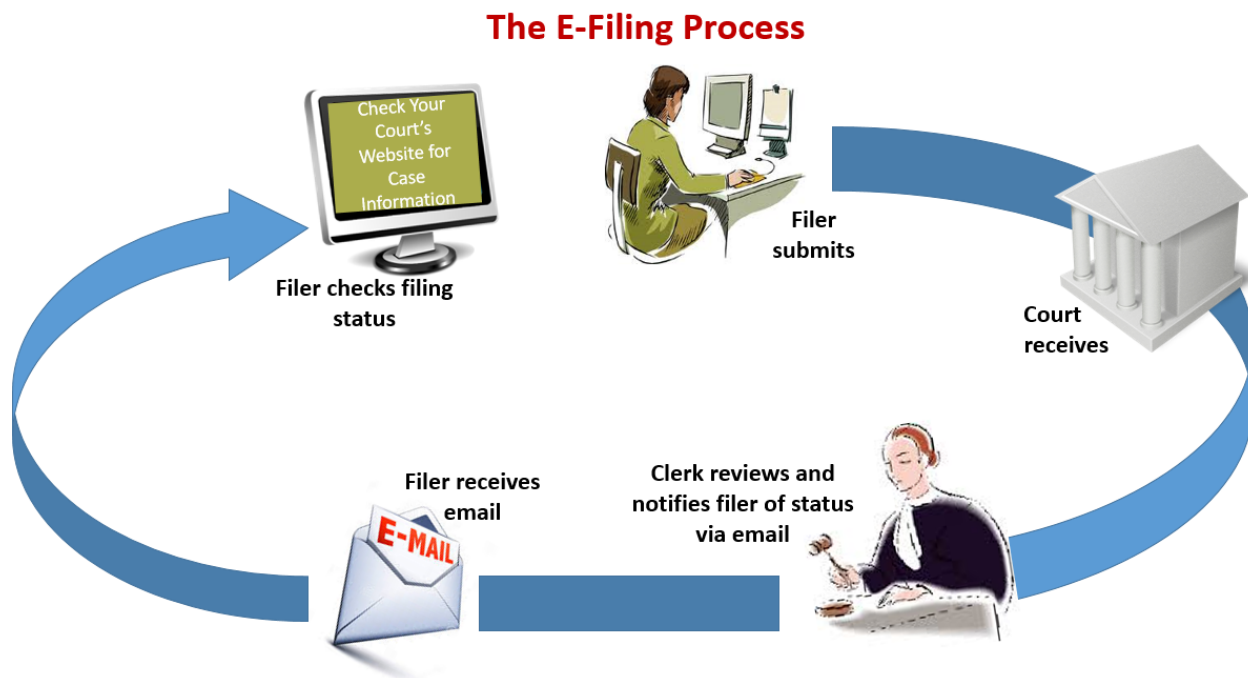 The E-Filing Process
Check Your
Court's
Website for
Case
Information
Filer checks filing
status
Filer
submits
Court
receives
Clerk reviews and
notifies filer of status
via email
Filer receives
email
E-MAIL